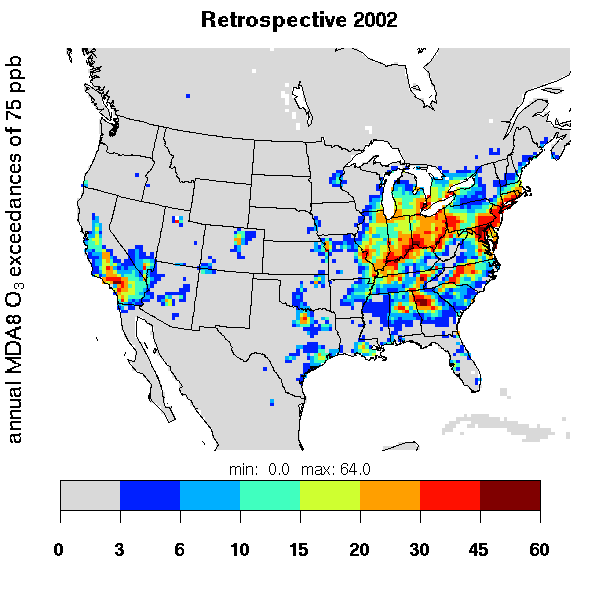 Retrospective 2002
annual MDA8 O3 exceedances of 75 ppb
min: 0.0 max: 64.0
0 3 6 10 15 20 30 45 60